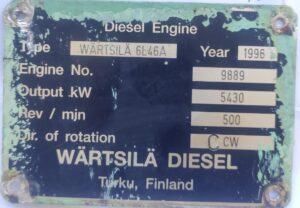 Diesel Engine
Type WÄRTSILÄ 6L46A Year 1996
Engine No. 9889
Output kW 5430
Rev / min 500
Dir. of rotation CCW
WÄRTSILÄ DIESEL
Turku, Finland